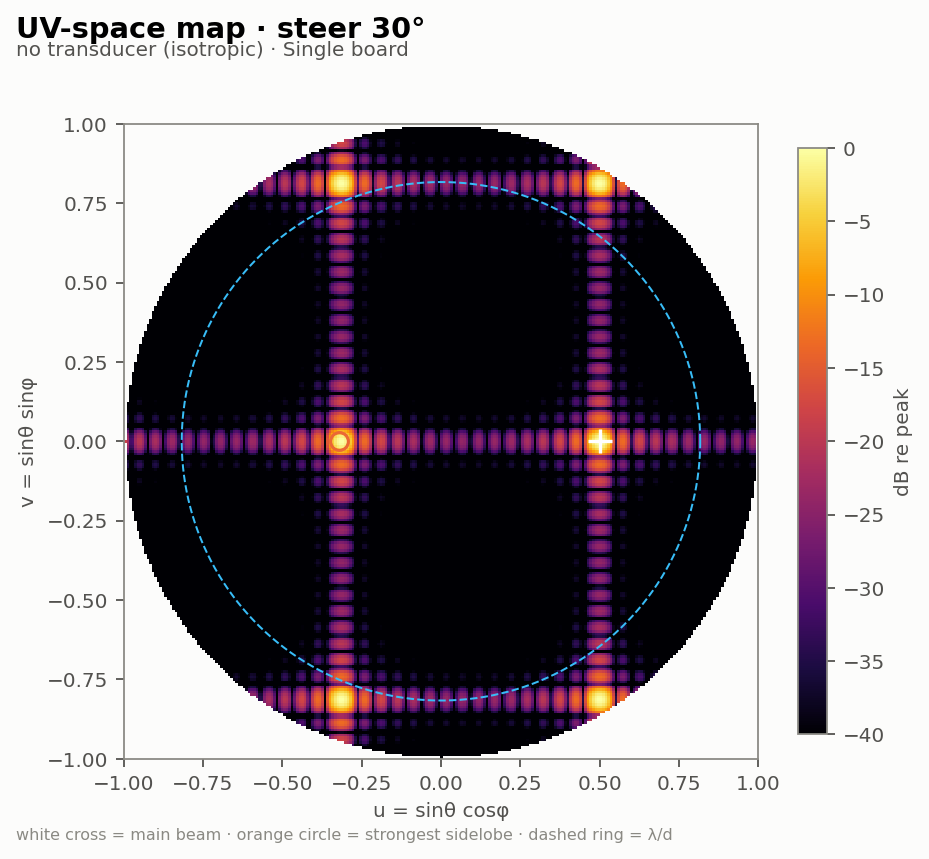 UV-space map · steer 30°
no transducer (isotropic) · Single board
1.00
0.75
0.50
0.25
0.00
−0.25
−0.50
−0.75
−1.00
v = sinθ sinφ
−1.00 −0.75 −0.50 −0.25 0.00 0.25 0.50 0.75 1.00
u = sinθ cosφ
0
−5
−10
−15
−20
−25
−30
−35
−40
dB re peak
white cross = main beam · orange circle = strongest sidelobe · dashed ring = λ/d